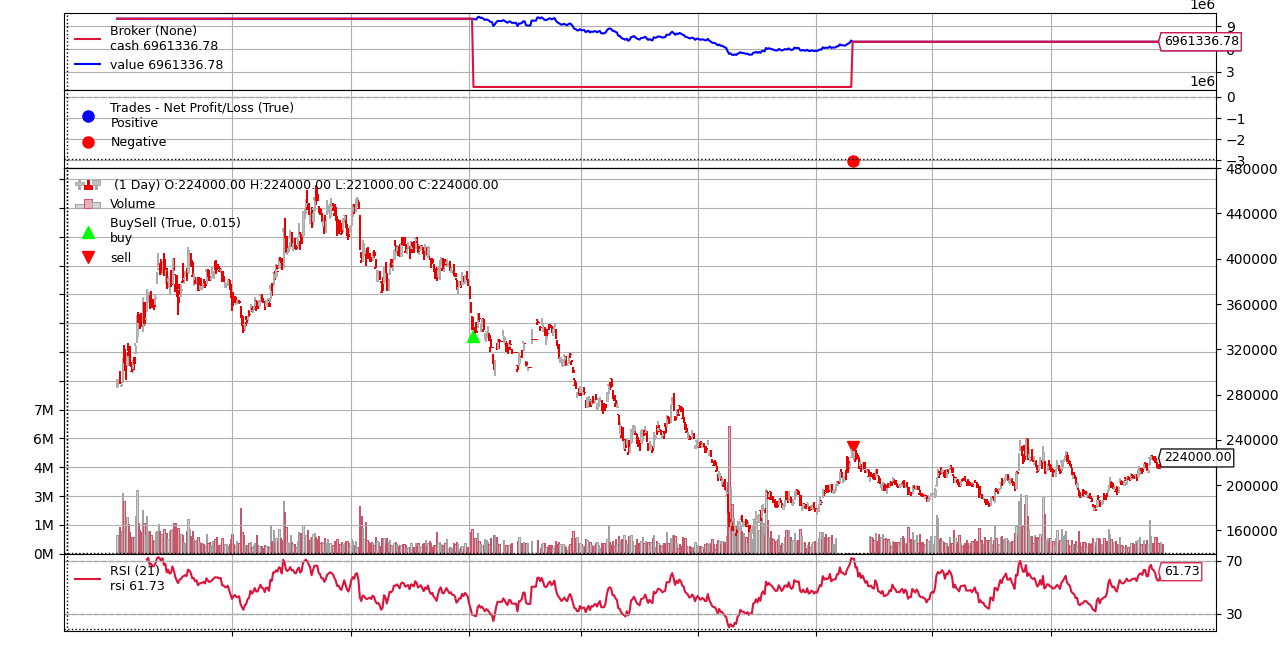 1e6
Broker (None)
cash 6961336.78
value 6961336.78
9
6
3
6961336.78
1e6
Trades - Net Profit/Loss (True)
Positive
Negative
0
−1
−2
−3
(1 Day) O:224000.00 H:224000.00 L:221000.00 C:224000.00
Volume
BuySell (True, 0.015)
buy
sell
480000
440000
400000
360000
320000
280000
240000
224000.00
200000
160000
7M
6M
4M
3M
1M
0M
RSI (21)
rsi 61.73
70
61.73
30